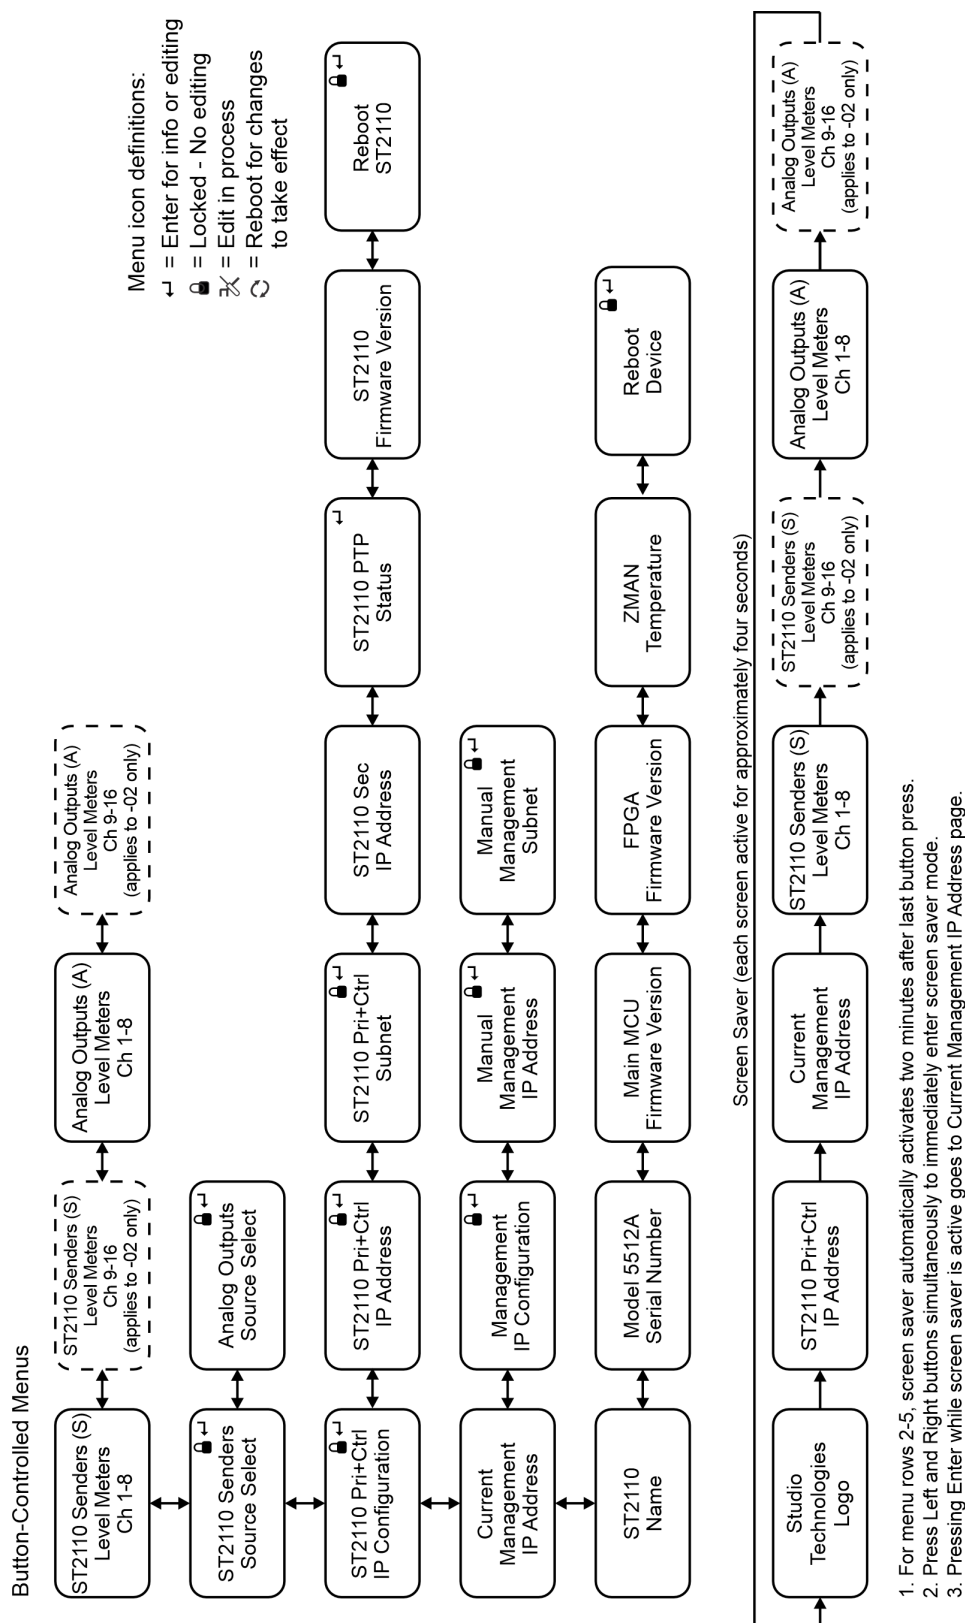 Button-Controlled Menus
Menu icon definitions:
= Enter for info or editing
= Locked - No editing
= Edit in process
= Reboot for changes
to take effect
ST2110 Senders (S)
Level Meters
Ch 1-8
ST2110 Senders (S)
Level Meters
Ch 9-16
(applies to -02 only)
Analog Outputs (A)
Level Meters
Ch 1-8
Analog Outputs (A)
Level Meters
Ch 9-16
(applies to -02 only)
ST2110 Senders
Source Select
Analog Outputs
Source Select
ST2110 Pri+Ctrl
IP Configuration
ST2110 Pri+Ctrl
IP Address
ST2110 Pri+Ctrl
Subnet
ST2110 Sec
IP Address
ST2110 PTP
Status
ST2110
Firmware Version
Reboot
ST2110
Current
Management
IP Address
Management
IP Configuration
Manual
Management
IP Address
Manual
Management
Subnet
ST2110
Name
Model 5512A
Serial Number
Main MCU
Firmware Version
FPGA
Firmware Version
ZMAN
Temperature
Reboot
Device
Screen Saver (each screen active for approximately four seconds)
Studio
Technologies
Logo
ST2110 Pri+Ctrl
IP Address
Current
Management
IP Address
ST2110 Senders (S)
Level Meters
Ch 1-8
ST2110 Senders (S)
Level Meters
Ch 9-16
(applies to -02 only)
Analog Outputs (A)
Level Meters
Ch 1-8
Analog Outputs (A)
Level Meters
Ch 9-16
(applies to -02 only)
1. For menu rows 2-5, screen saver automatically activates two minutes after last button press.
2. Press Left and Right buttons simultaneously to immediately enter screen saver mode.
3. Pressing Enter while screen saver is active goes to Current Management IP Address page.